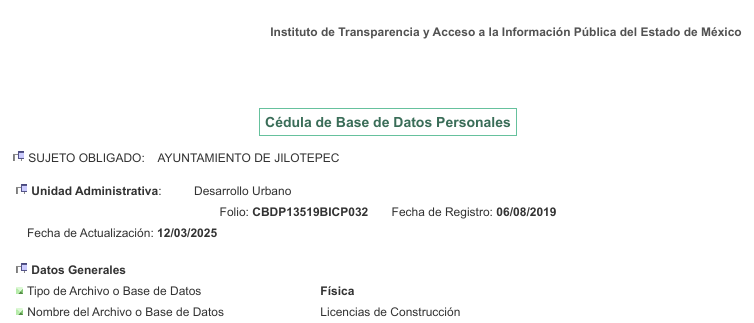 Instituto de Transparencia y Acceso a la Información Pública del Estado de México
Cédula de Base de Datos Personales
SUJETO OBLIGADO: AYUNTAMIENTO DE JILOTEPEC
Unidad Administrativa: Desarrollo Urbano
Folio: CBDP13519BICP032 Fecha de Registro: 06/08/2019
Fecha de Actualización: 12/03/2025
Datos Generales
Tipo de Archivo o Base de Datos Física
Nombre del Archivo o Base de Datos Licencias de Construcción